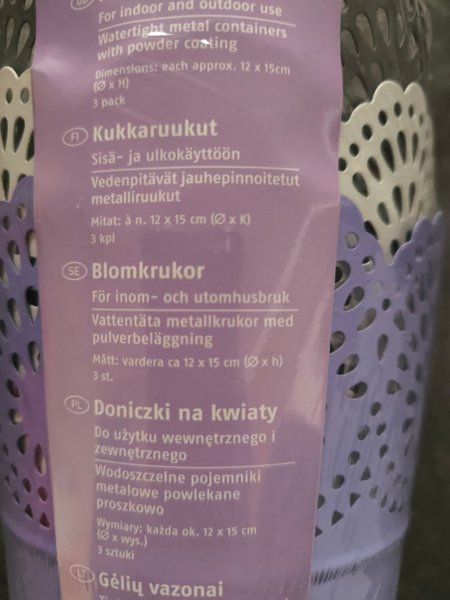 For indoor and outdoor use
Watertight metal containers
with powder coating
Dimensions: each approx. 12 x 15cm
(Ø x H)
3 pack
FI Kukkaruukut
Sisä- ja ulkokäyttöön
Vedenpitävät jauhepinnoitetut
metalliruukut
Mitat: à n. 12 x 15 cm (Ø x K)
3 kpl
SE Blomkrukor
För inom- och utomhusbruk
Vattentäta metallkrukor med
pulverbeläggning
Mått: vardera ca 12 x 15 cm (Ø x h)
3 st.
PL Doniczki na kwiaty
Do użytku wewnętrznego i
zewnętrznego
Wodoszczelne pojemniki
metalowe powlekane
proszkowo
Wymiary: każda ok. 12 x 15 cm
(Ø x wys.)
3 sztuki
LT Gėlių vazonai